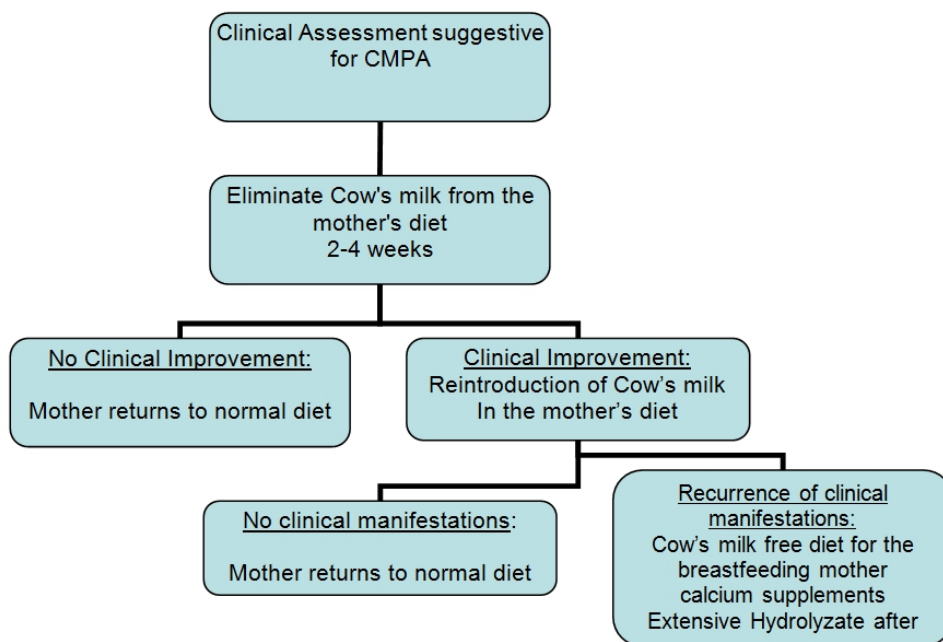 Clinical Assessment suggestive
for CMPA
Eliminate Cow's milk from the
mother's diet
2-4 weeks
No Clinical Improvement:
Mother returns to normal diet
Clinical Improvement:
Reintroduction of Cow’s milk
In the mother’s diet
No clinical manifestations:
Mother returns to normal diet
Recurrence of clinical
manifestations:
Cow’s milk free diet for the
breastfeeding mother
calcium supplements
Extensive Hydrolyzate after